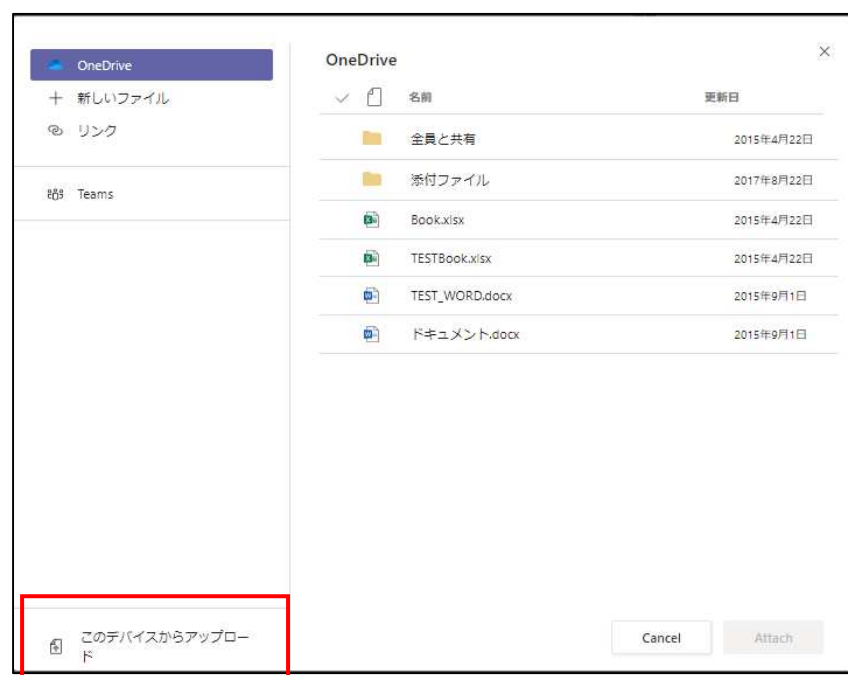 OneDrive
新しいファイル
リンク
Teams
このデバイスからアップロー
ド
OneDrive
名前 更新日
全員と共有 2015年4月22日
添付ファイル 2017年8月22日
Book.xlsx 2015年4月22日
TESTBook.xlsx 2015年4月22日
TEST_WORD.docx 2015年9月1日
ドキュメント.docx 2015年9月1日
Cancel Attach